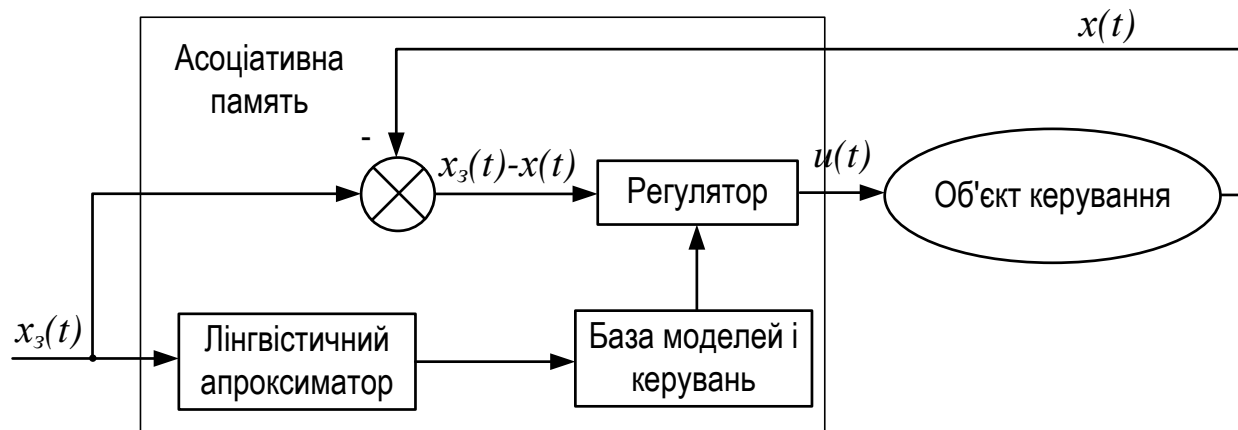 x(t)
Асоціативна
память
-
x₃(t)-x(t)
u(t)
Регулятор
Об'єкт керування
x₃(t)
Лінгвістичний
апроксиматор
База моделей і
керувань